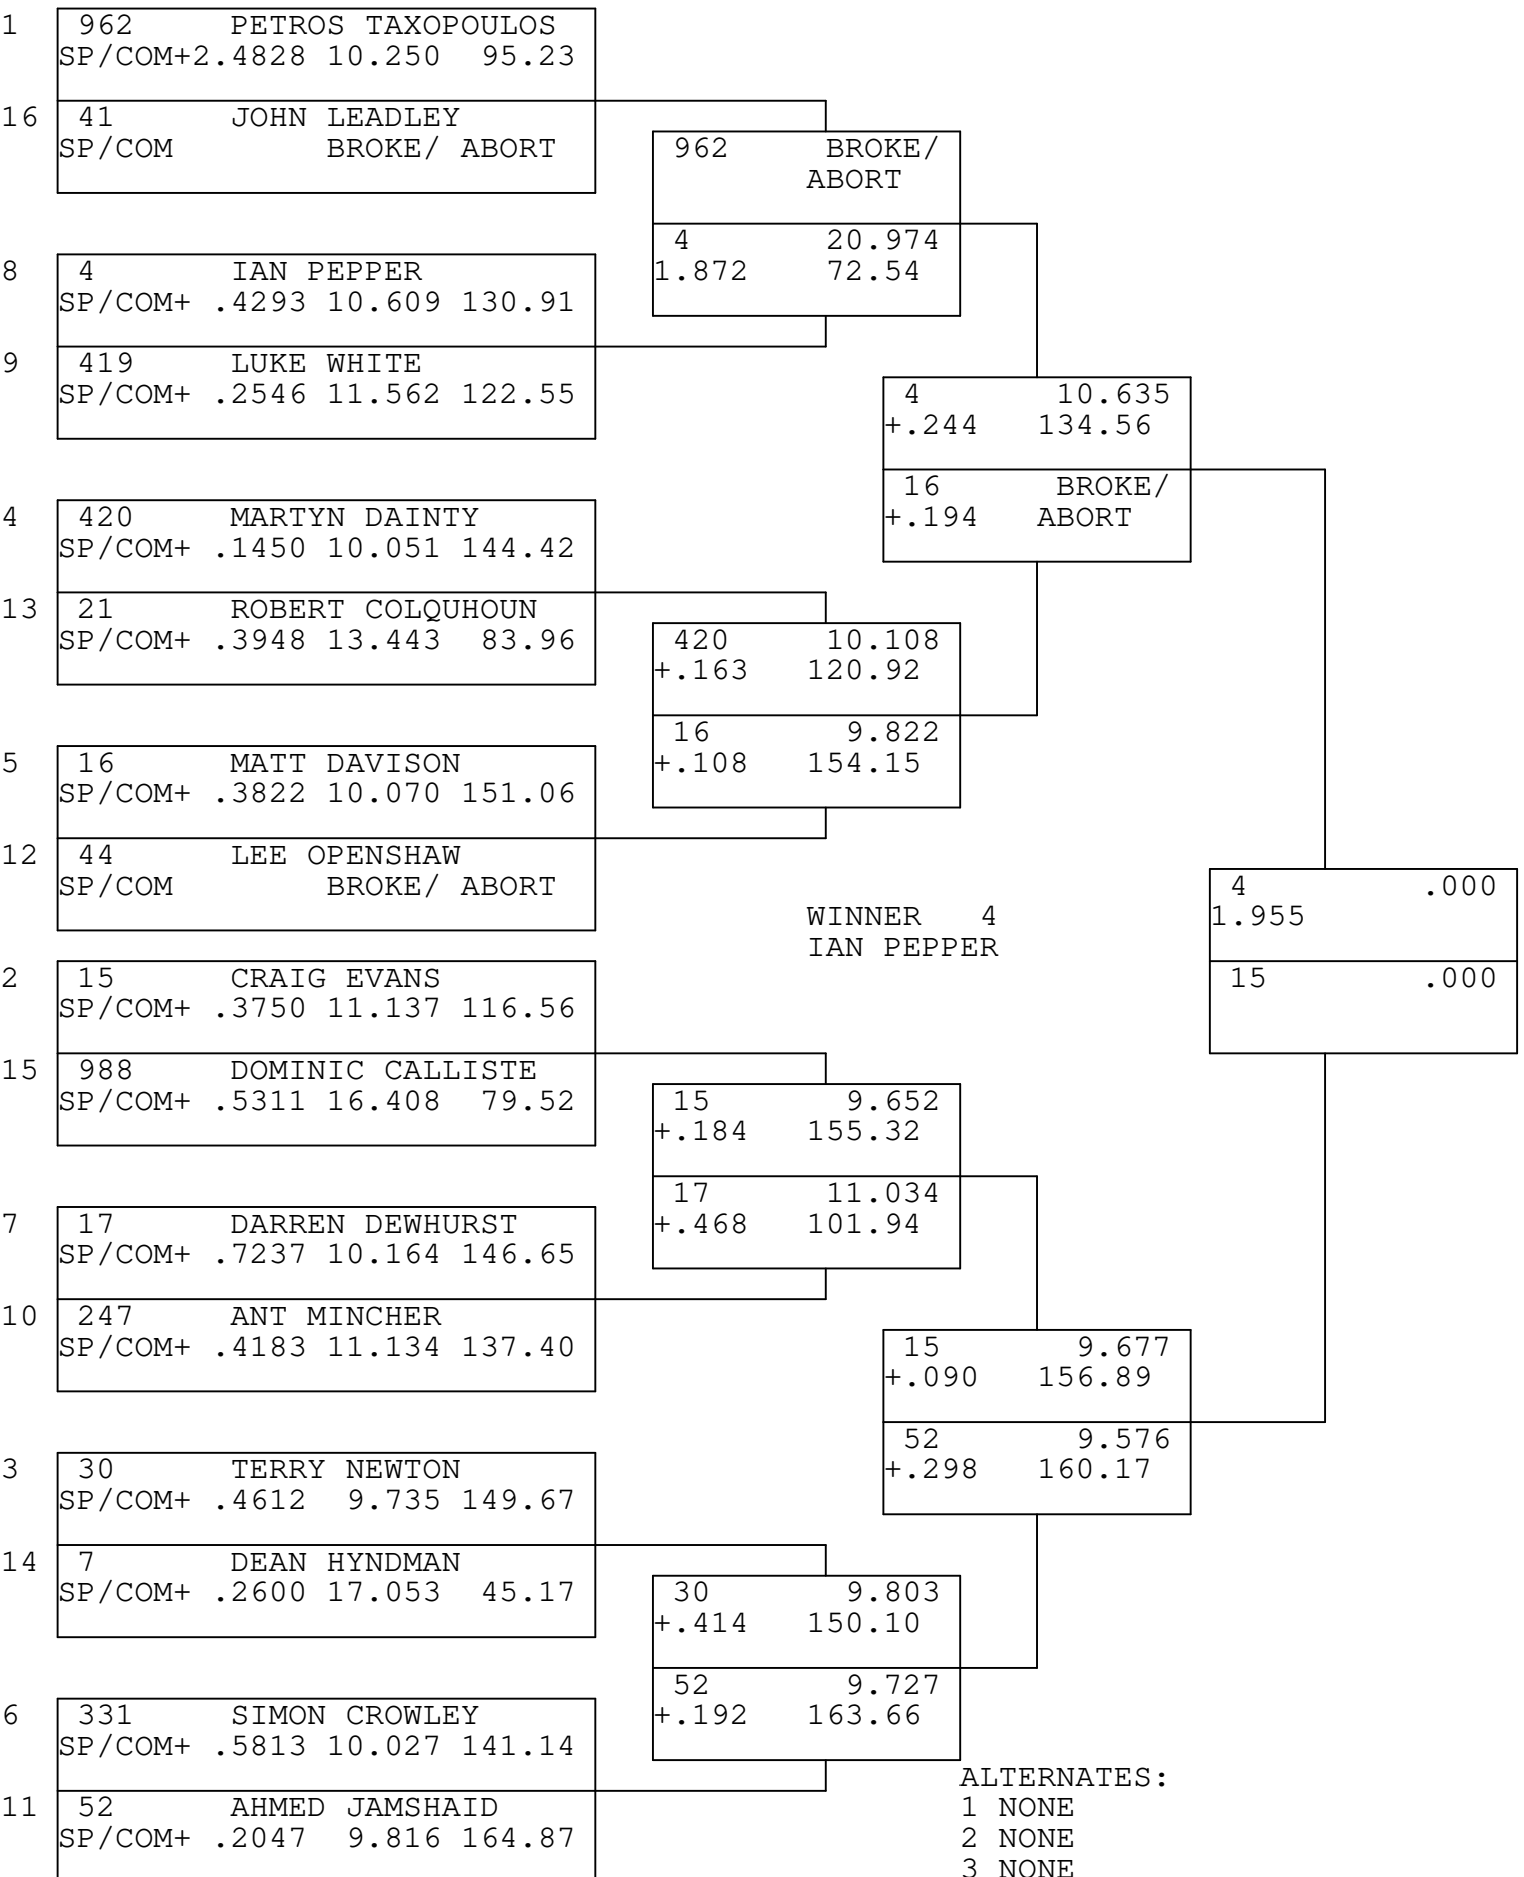 1 962 PETROS TAXOPOULOS
SP/COM+2.4828 10.250 95.23
16 41 JOHN LEADLEY
SP/COM BROKE/ ABORT
8 4 IAN PEPPER
SP/COM+ .4293 10.609 130.91
9 419 LUKE WHITE
SP/COM+ .2546 11.562 122.55
4 420 MARTYN DAINTY
SP/COM+ .1450 10.051 144.42
13 21 ROBERT COLQUHOUN
SP/COM+ .3948 13.443 83.96
5 16 MATT DAVISON
SP/COM+ .3822 10.070 151.06
12 44 LEE OPENSHAW
SP/COM BROKE/ ABORT
2 15 CRAIG EVANS
SP/COM+ .3750 11.137 116.56
15 988 DOMINIC CALLISTE
SP/COM+ .5311 16.408 79.52
7 17 DARREN DEWHURST
SP/COM+ .7237 10.164 146.65
10 247 ANT MINCHER
SP/COM+ .4183 11.134 137.40
3 30 TERRY NEWTON
SP/COM+ .4612 9.735 149.67
14 7 DEAN HYNDMAN
SP/COM+ .2600 17.053 45.17
6 331 SIMON CROWLEY
SP/COM+ .5813 10.027 141.14
11 52 AHMED JAMSHAID
SP/COM+ .2047 9.816 164.87
962 BROKE/
ABORT
4 20.974
1.872 72.54
420 10.108
+.163 120.92
16 9.822
+.108 154.15
15 9.652
+.184 155.32
17 11.034
+.468 101.94
30 9.803
+.414 150.10
52 9.727
+.192 163.66
4 10.635
+.244 134.56
16 BROKE/
+.194 ABORT
15 9.677
+.090 156.89
52 9.576
+.298 160.17
4 .000
1.955
15 .000
WINNER 4
IAN PEPPER
ALTERNATES:
1 NONE
2 NONE
3 NONE